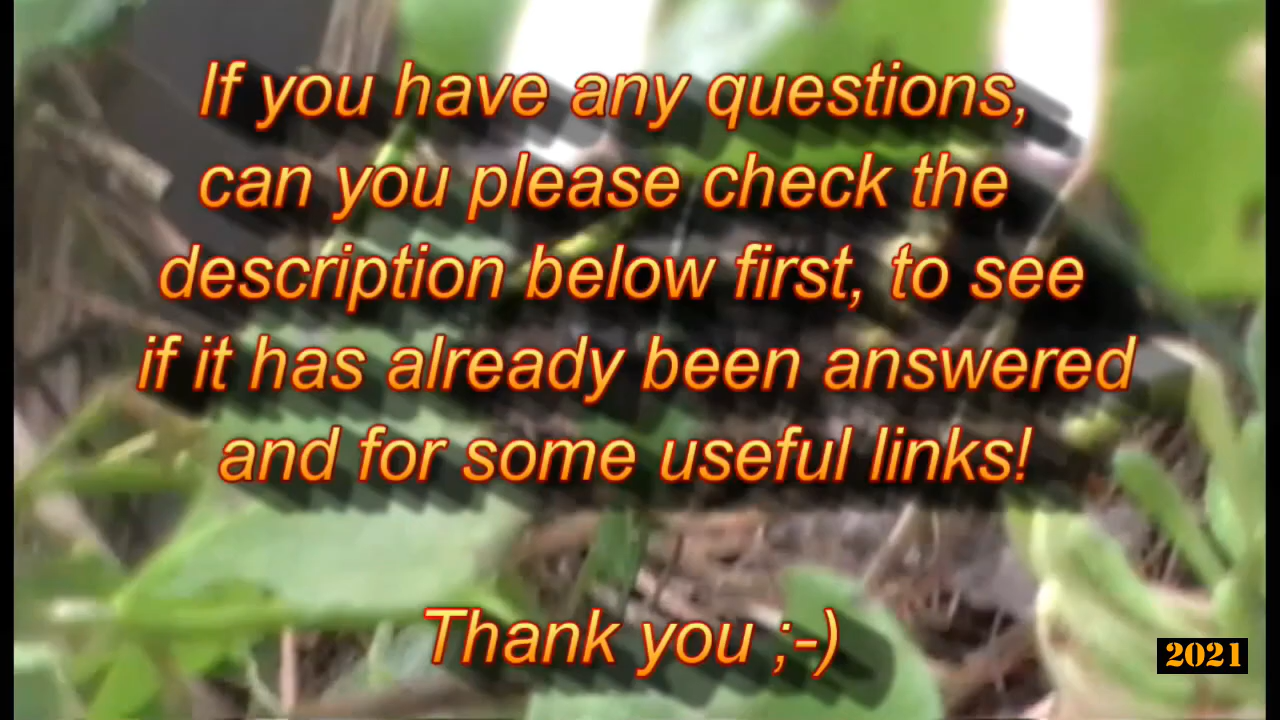 If you have any questions,
can you please check the
description below first, to see
if it has already been answered
and for some useful links!
Thank you ;-)
2021